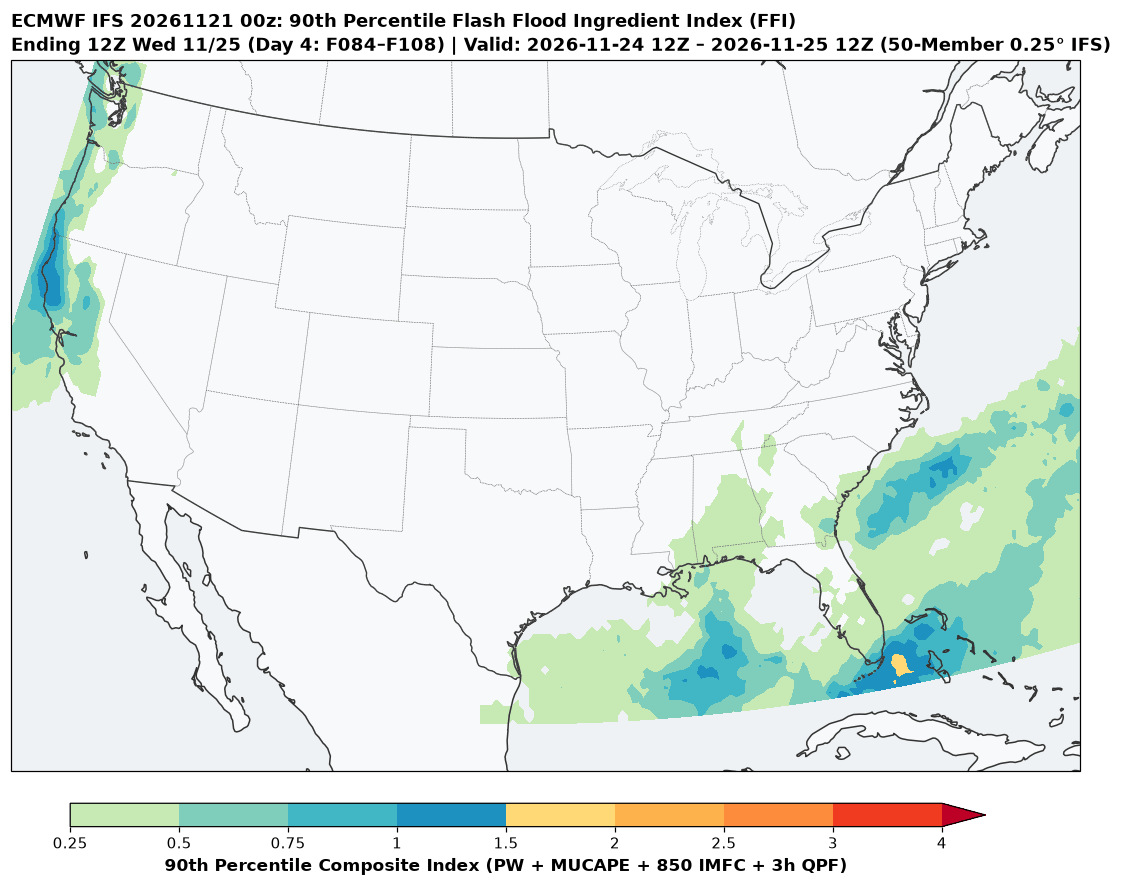 ECMWF IFS 20261121 00z: 90th Percentile Flash Flood Ingredient Index (FFI)
Ending 12Z Wed 11/25 (Day 4: F084–F108) | Valid: 2026-11-24 12Z – 2026-11-25 12Z (50-Member 0.25° IFS)
0.25 0.5 0.75 1 1.5 2 2.5 3 4
90th Percentile Composite Index (PW + MUCAPE + 850 IMFC + 3h QPF)